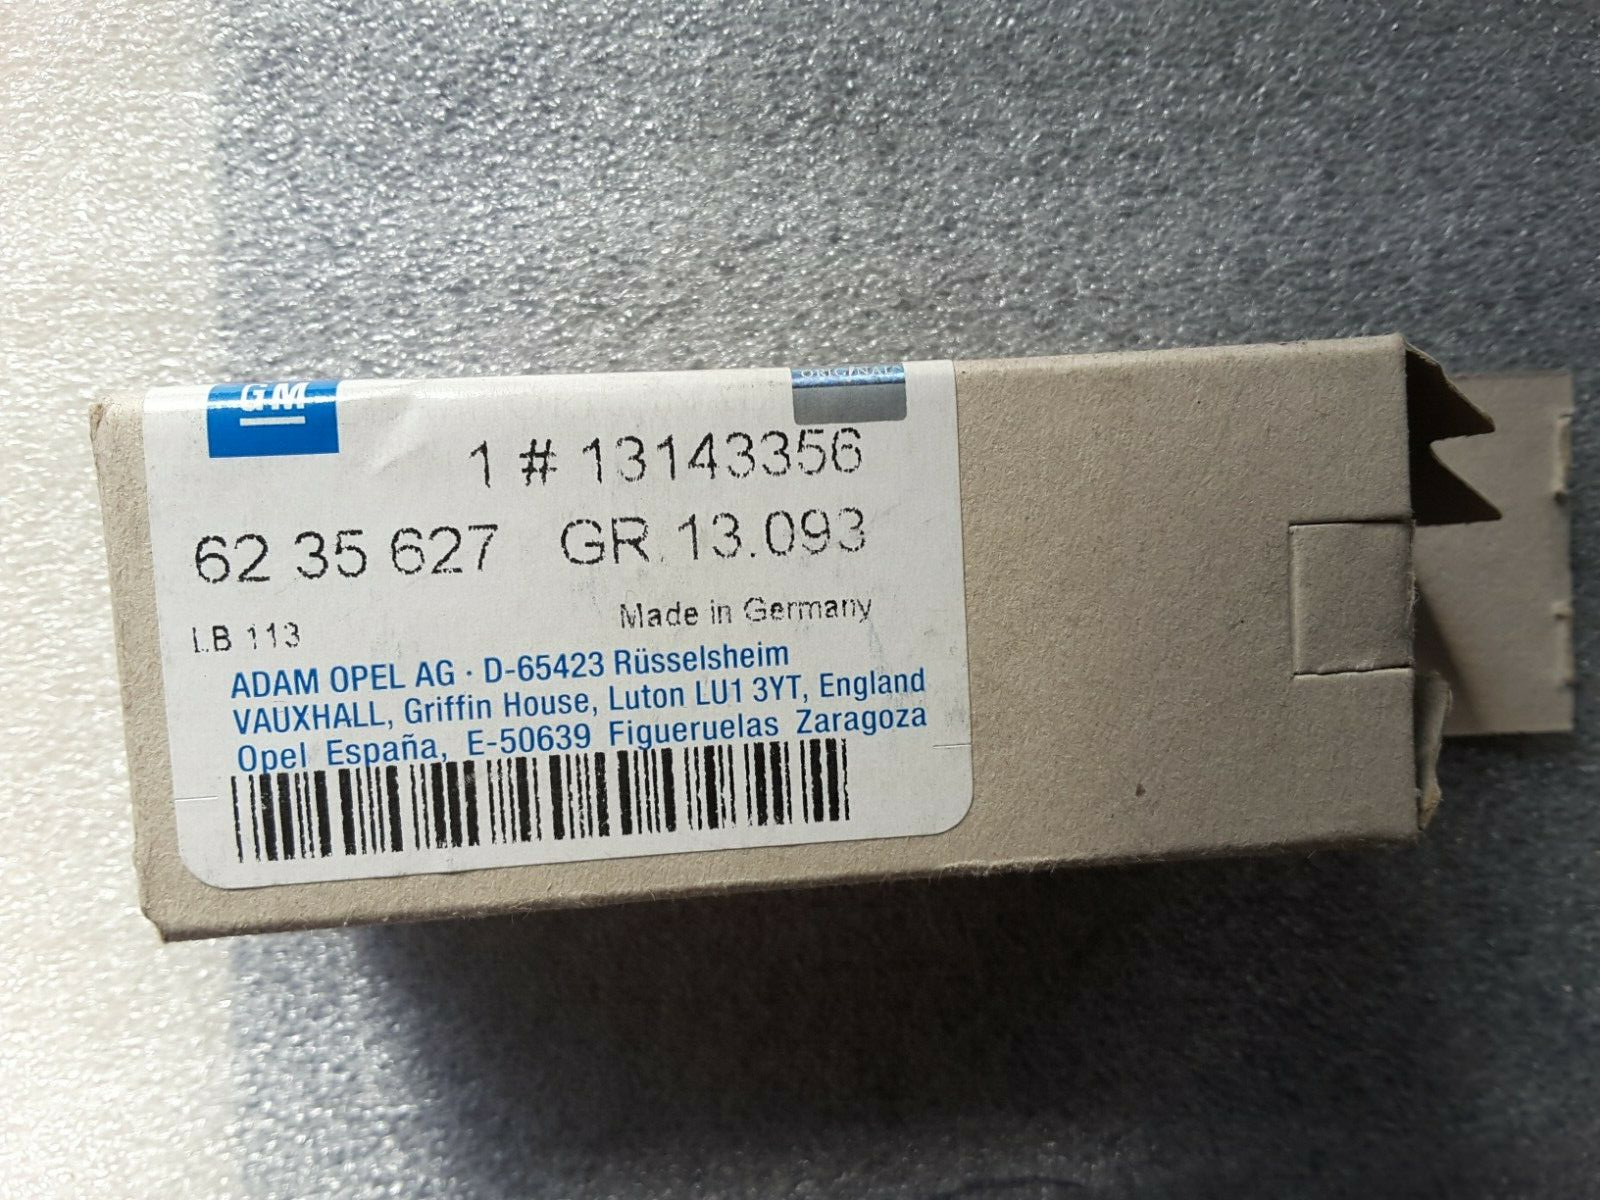 GM
ORIGINAL
1 # 13143356
62 35 627 GR. 13.093
LB 113
Made in Germany
ADAM OPEL AG · D-65423 Rüsselsheim
VAUXHALL, Griffin House, Luton LU1 3YT, England
Opel España, E-50639 Figueruelas Zaragoza